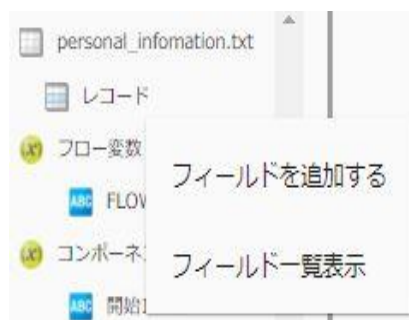 personal_infomation.txt
レコード
フロー変数
フィールドを追加する
ABC FLOW
コンポーネ
フィールド一覧表示
ABC 開始